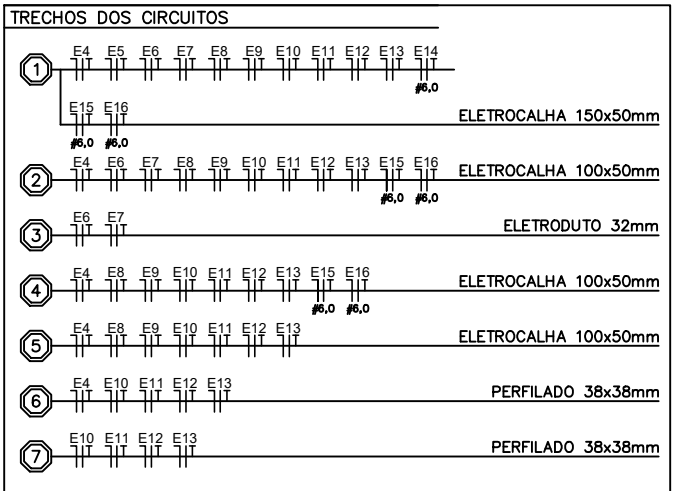 TRECHOS DOS CIRCUITOS
1 E4 E5 E6 E7 E8 E9 E10 E11 E12 E13 E14
#6,0
E15 E16 ELETROCALHA 150x50mm
#6,0 #6,0
2 E4 E6 E7 E8 E9 E10 E11 E12 E13 E15 E16 ELETROCALHA 100x50mm
#6,0 #6,0
3 E6 E7 ELETRODUTO 32mm
4 E4 E8 E9 E10 E11 E12 E13 E15 E16 ELETROCALHA 100x50mm
#6,0 #6,0
5 E4 E8 E9 E10 E11 E12 E13 ELETROCALHA 100x50mm
6 E4 E10 E11 E12 E13 PERFILADO 38x38mm
7 E10 E11 E12 E13 PERFILADO 38x38mm